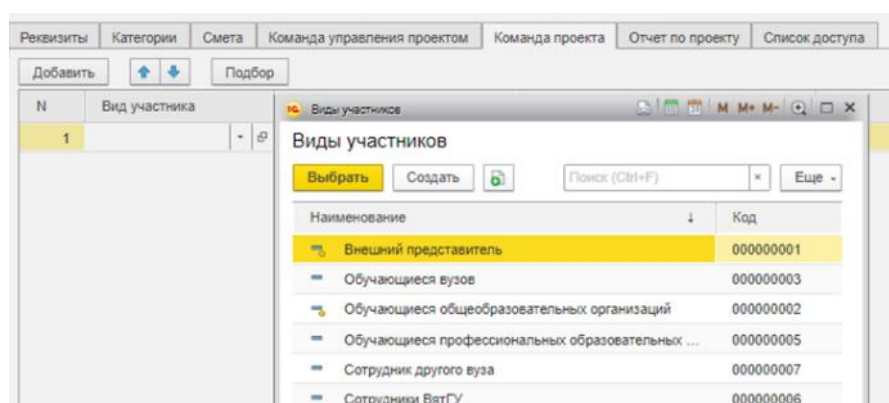 Реквизиты Категории Смета Команда управления проектом Команда проекта Отчет по проекту Список доступа
Добавить Подбор
N Вид участника
1
Виды участников M M+ M-
Виды участников
Выбрать Создать Поиск (Ctrl+F) × Еще
Наименование ↓ Код
Внешний представитель 000000001
Обучающиеся вузов 000000003
Обучающиеся общеобразовательных организаций 000000002
Обучающиеся профессиональных образовательных ... 000000005
Сотрудник другого вуза 000000007
Сотрудники ВятГУ 000000006